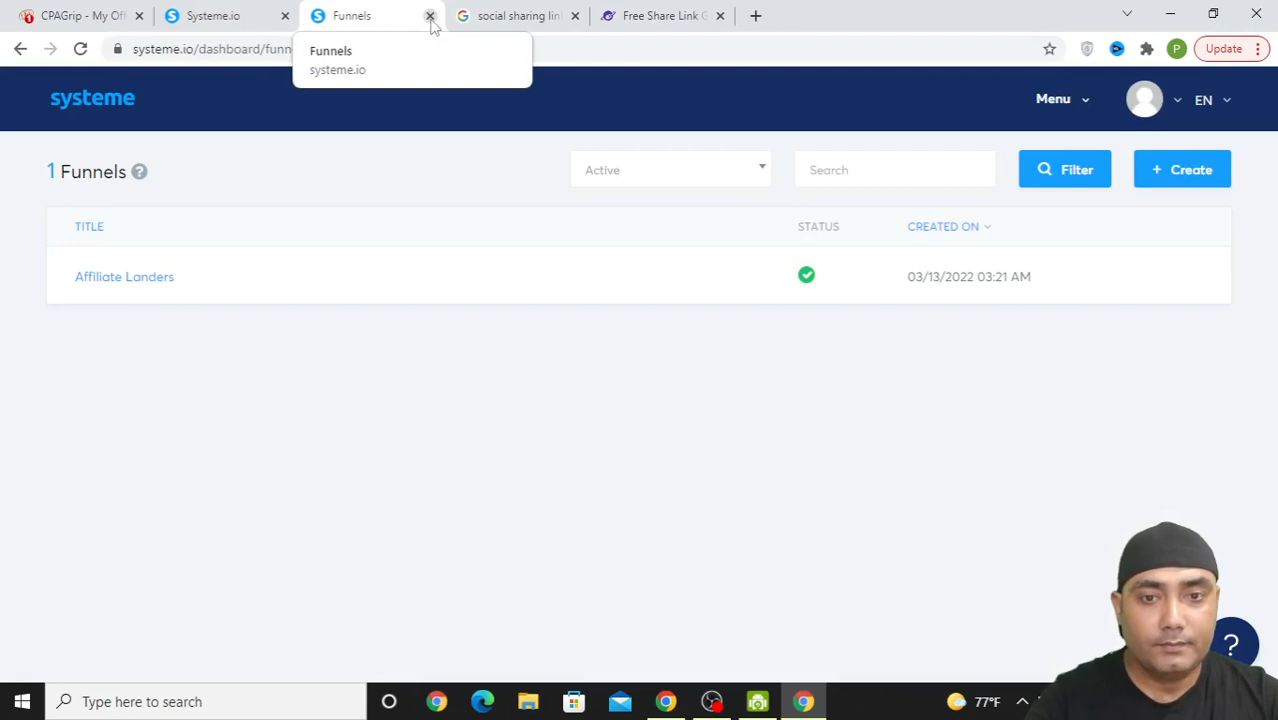 CPAGrip - My Of
Systeme.io
Funnels
social sharing lin
Free Share Link G
systeme.io/dashboard/funn
Update
Funnels
systeme.io
systeme
Menu
EN
1 Funnels ?
Active
Search
Filter
+ Create
TITLE
STATUS
CREATED ON
Affiliate Landers
03/13/2022 03:21 AM
?
Type here to search
77°F